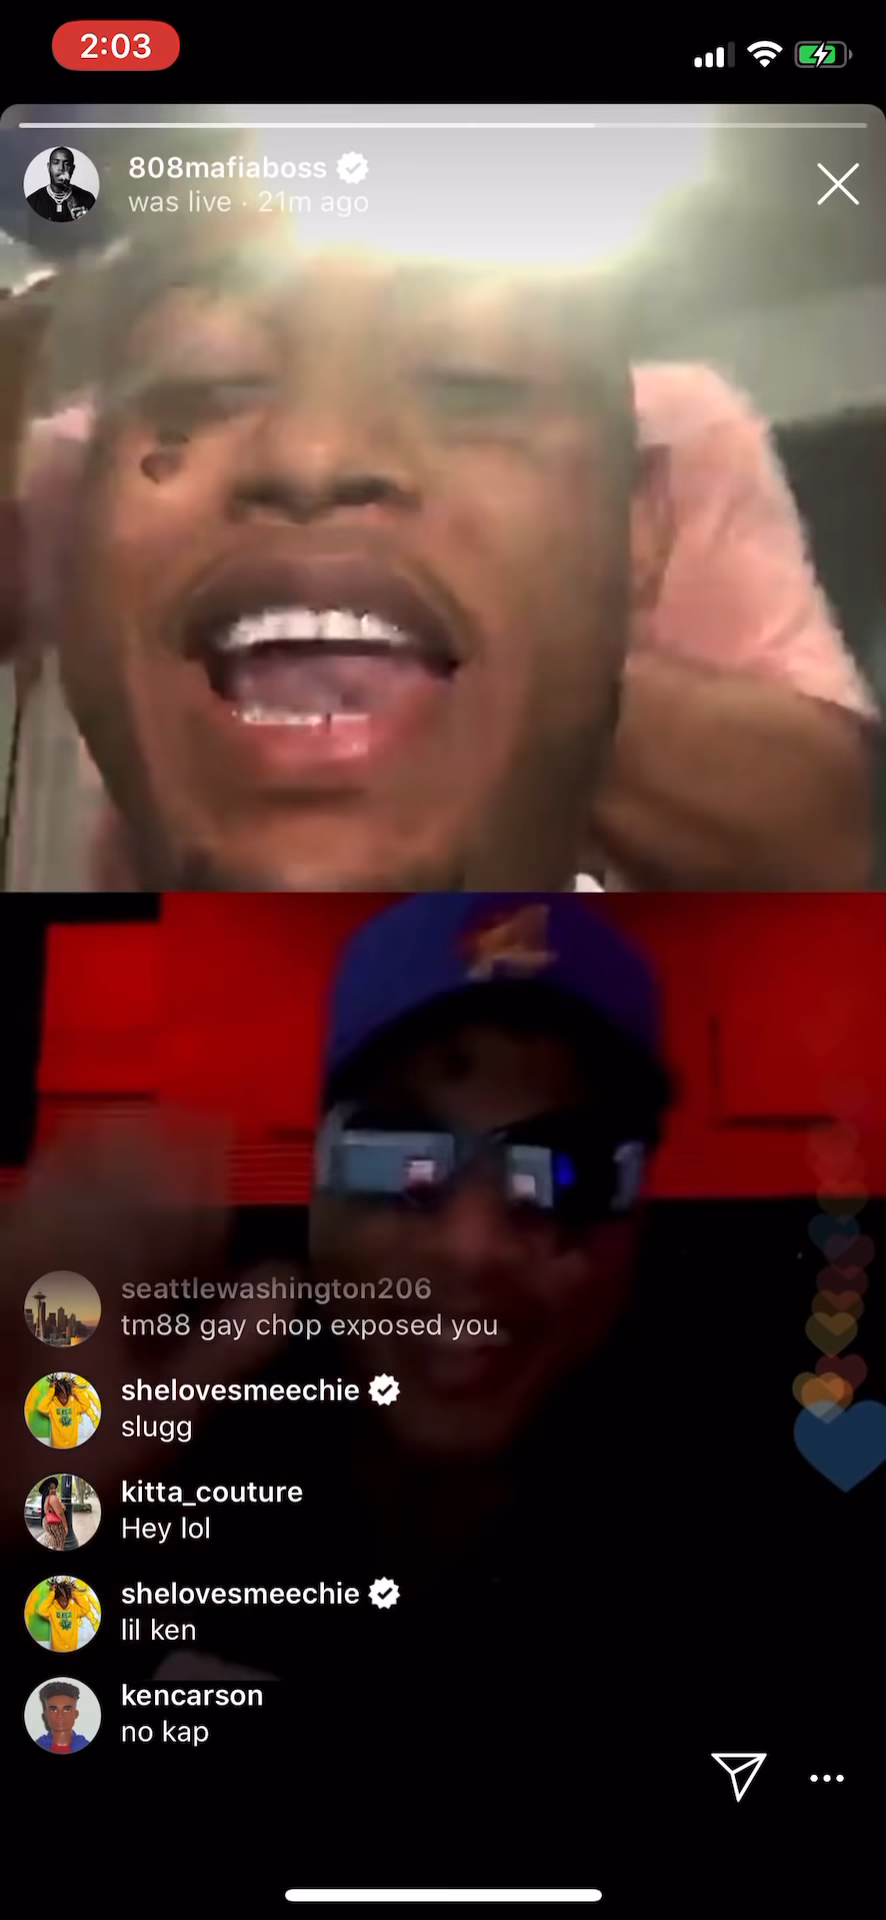 2:03
808mafiaboss
was live · 21m ago
seattlewashington206
tm88 gay chop exposed you
shelovesmeechie
slugg
kitta_couture
Hey lol
shelovesmeechie
lil ken
kencarson
no kap